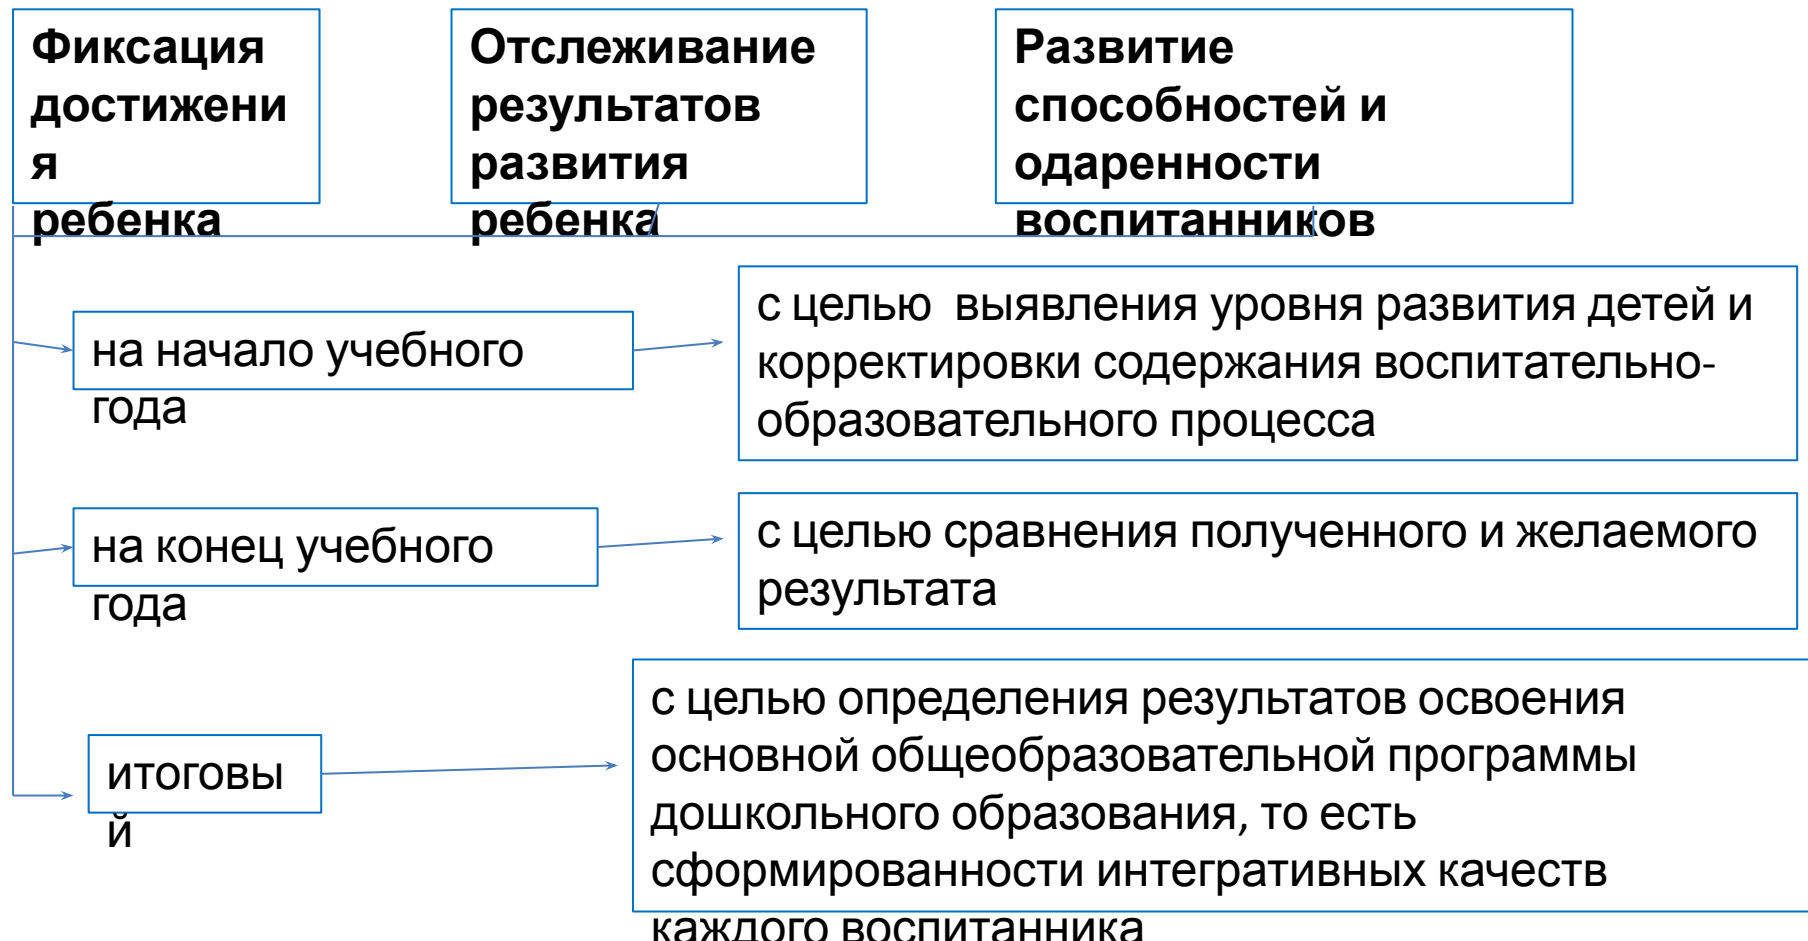 Фиксация
достижени
я
ребенка
Отслеживание
результатов
развития
ребенка
Развитие
способностей и
одаренности
воспитанников
на начало учебного
года
с целью  выявления уровня развития детей и
корректировки содержания воспитательно-
образовательного процесса
на конец учебного
года
с целью сравнения полученного и желаемого
результата
итоговы
й
с целью определения результатов освоения
основной общеобразовательной программы
дошкольного образования, то есть
сформированности интегративных качеств
каждого воспитанника